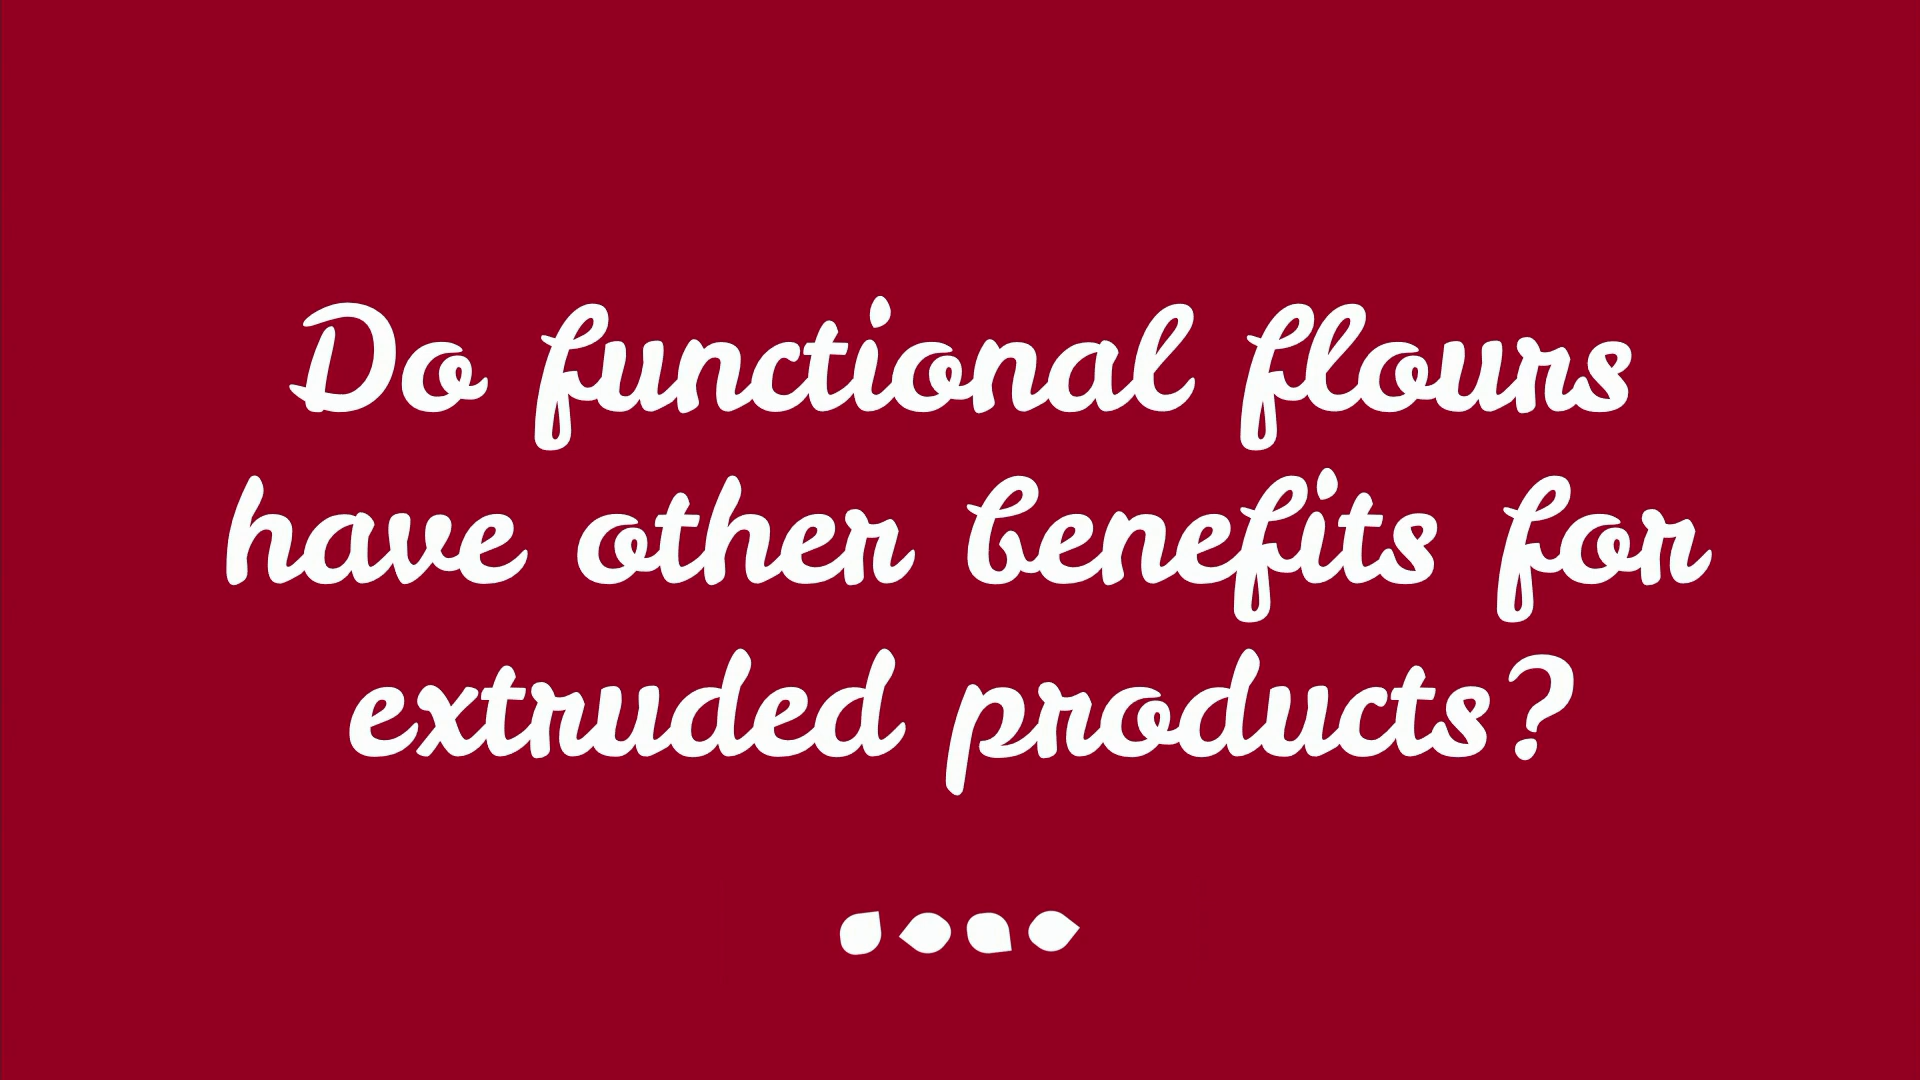 Do functional flours
have other benefits for
extruded products?